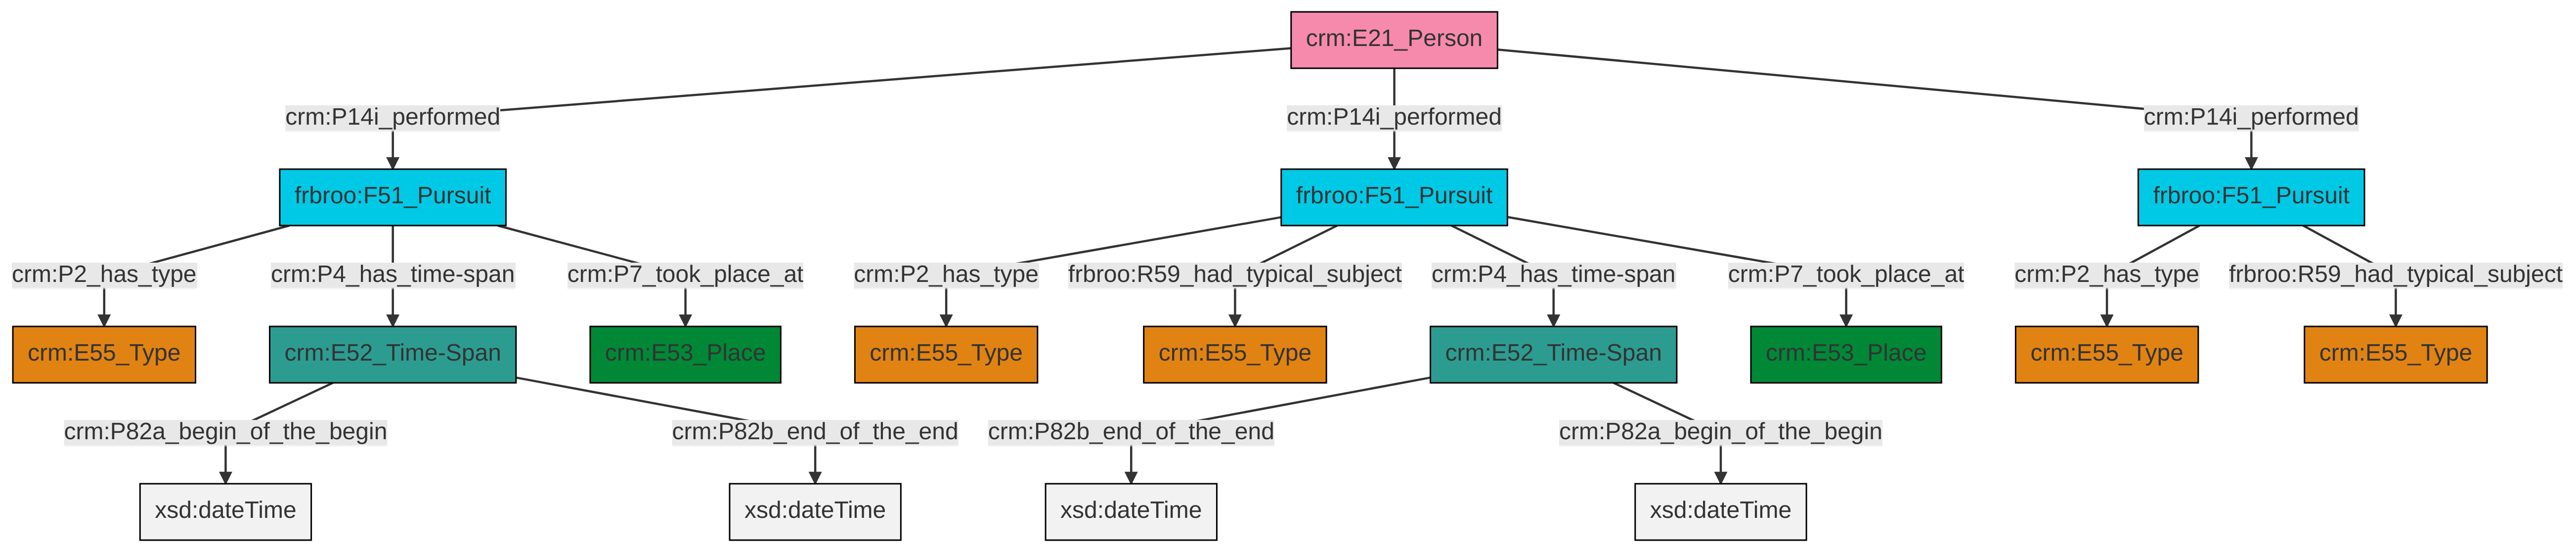 crm:E21_Person
crm:P14i_performed
crm:P14i_performed
crm:P14i_performed
frbroo:F51_Pursuit
frbroo:F51_Pursuit
frbroo:F51_Pursuit
crm:P2_has_type
crm:P4_has_time-span
crm:P7_took_place_at
crm:P2_has_type
frbroo:R59_had_typical_subject
crm:P4_has_time-span
crm:P7_took_place_at
crm:P2_has_type
frbroo:R59_had_typical_subject
crm:E55_Type
crm:E52_Time-Span
crm:E53_Place
crm:E55_Type
crm:E55_Type
crm:E52_Time-Span
crm:E53_Place
crm:E55_Type
crm:E55_Type
crm:P82a_begin_of_the_begin
crm:P82b_end_of_the_end
crm:P82b_end_of_the_end
crm:P82a_begin_of_the_begin
xsd:dateTime
xsd:dateTime
xsd:dateTime
xsd:dateTime